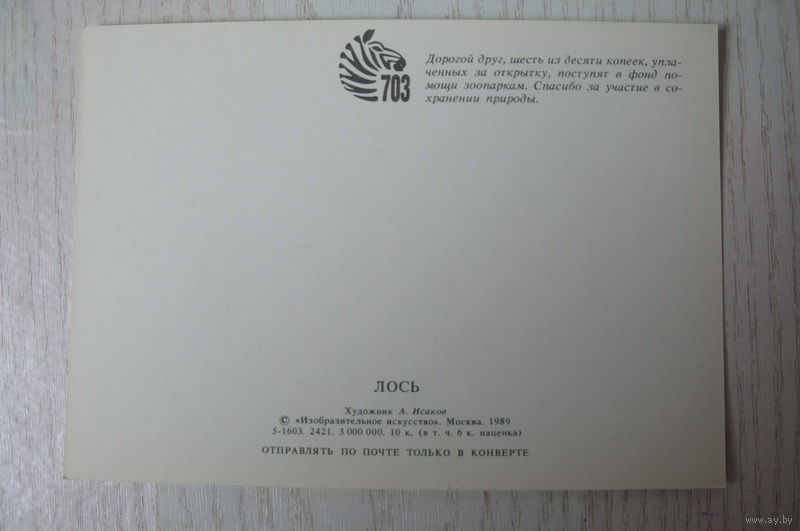 703
Дорогой друг, шесть из десяти копеек, упла-
ченных за открытку, поступят в фонд по-
мощи зоопаркам. Спасибо за участие в со-
хранении природы.
ЛОСЬ
Художник А. Исаков
© «Изобразительное искусство». Москва. 1989
5-1603. 2421. 3 000 000. 10 к. (в т. ч. 6 к. наценка)
ОТПРАВЛЯТЬ ПО ПОЧТЕ ТОЛЬКО В КОНВЕРТЕ
www.ay.by